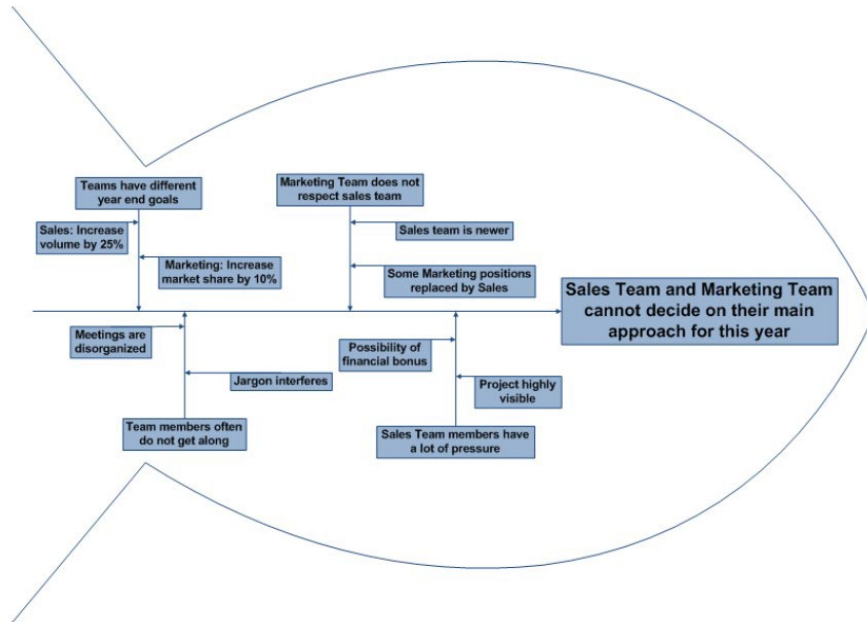 Teams have different
year end goals
Marketing Team does not
respect sales team
Sales: Increase
volume by 25%
Sales team is newer
Marketing: Increase
market share by 10%
Some Marketing positions
replaced by Sales
Sales Team and Marketing Team
cannot decide on their main
approach for this year
Meetings are
disorganized
Possibility of
financial bonus
Jargon interferes
Project highly
visible
Team members often
do not get along
Sales Team members have
a lot of pressure